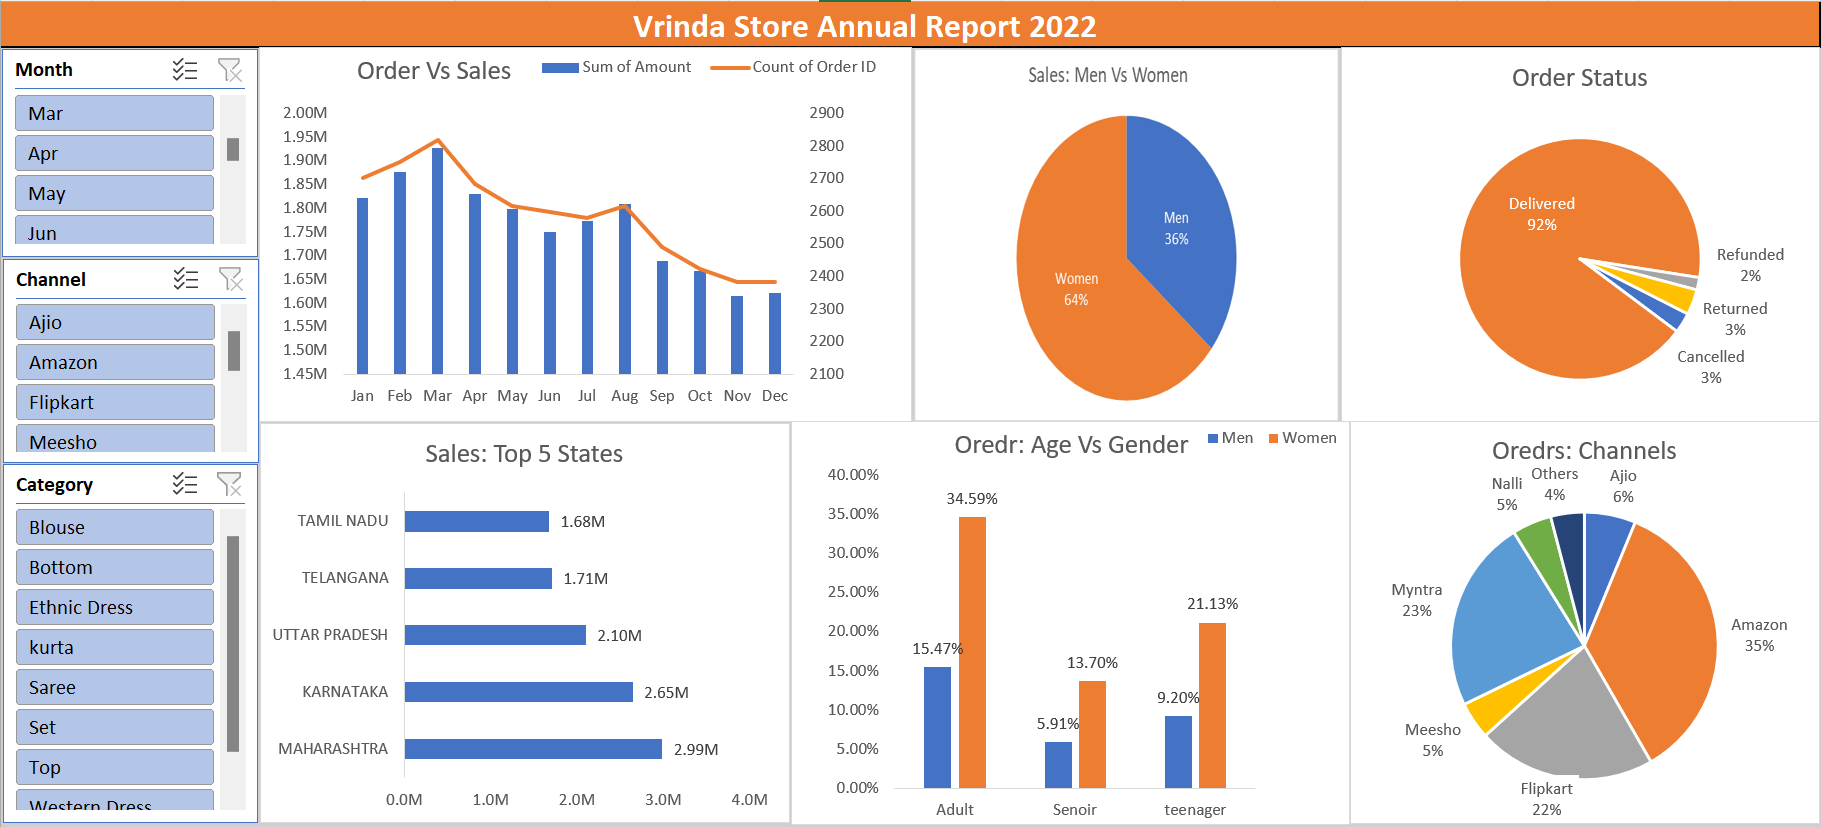 Vrinda Store Annual Report 2022
Month
Mar
Apr
May
Jun
Channel
Ajio
Amazon
Flipkart
Meesho
Category
Blouse
Bottom
Ethnic Dress
kurta
Saree
Set
Top
Western Dress
Order Vs Sales
Sum of Amount
Count of Order ID
2.00M
1.95M
1.90M
1.85M
1.80M
1.75M
1.70M
1.65M
1.60M
1.55M
1.50M
1.45M
2900
2800
2700
2600
2500
2400
2300
2200
2100
Jan Feb Mar Apr May Jun Jul Aug Sep Oct Nov Dec
Sales: Men Vs Women
Men
36%
Women
64%
Order Status
Delivered
92%
Refunded
2%
Returned
3%
Cancelled
3%
Sales: Top 5 States
TAMIL NADU 1.68M
TELANGANA 1.71M
UTTAR PRADESH 2.10M
KARNATAKA 2.65M
MAHARASHTRA 2.99M
0.0M 1.0M 2.0M 3.0M 4.0M
Oredr: Age Vs Gender
Men
Women
40.00%
35.00%
30.00%
25.00%
20.00%
15.00%
10.00%
5.00%
0.00%
15.47%
34.59%
5.91%
13.70%
9.20%
21.13%
Adult Senoir teenager
Oredrs: Channels
Others
4%
Ajio
6%
Nalli
5%
Myntra
23%
Amazon
35%
Meesho
5%
Flipkart
22%